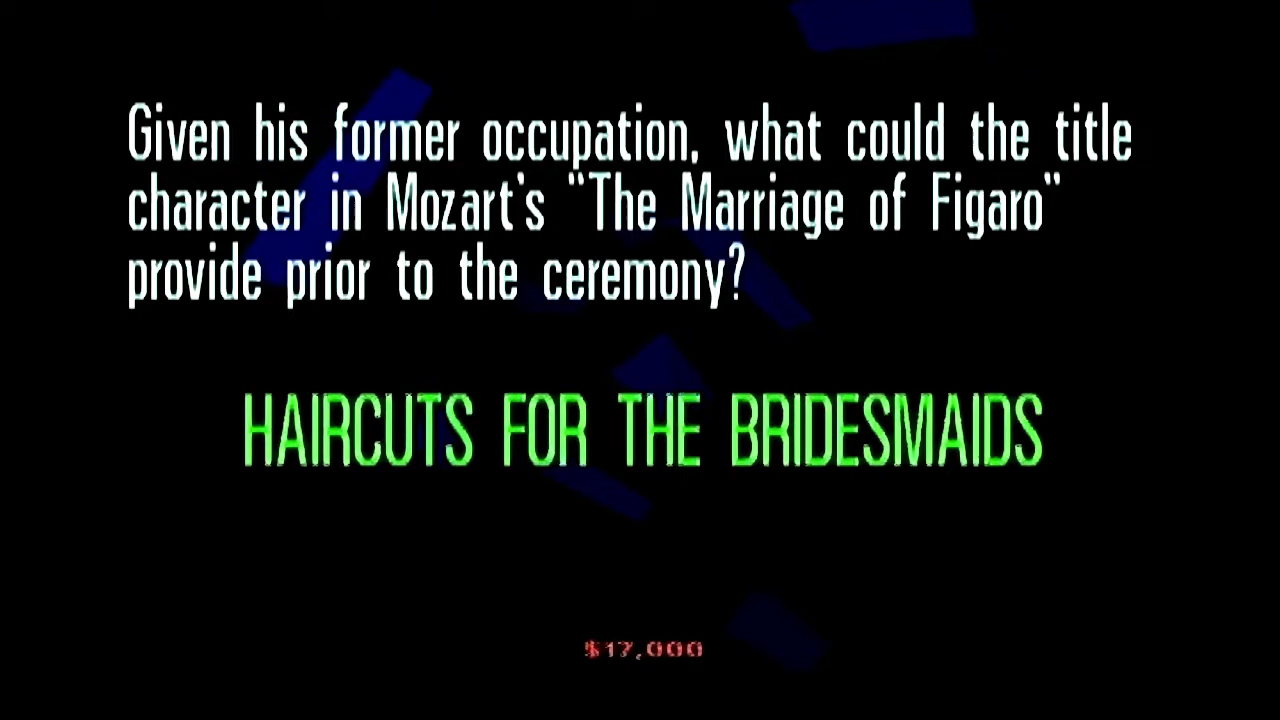 Given his former occupation, what could the title
character in Mozart's "The Marriage of Figaro"
provide prior to the ceremony?
HAIRCUTS FOR THE BRIDESMAIDS
$17,000